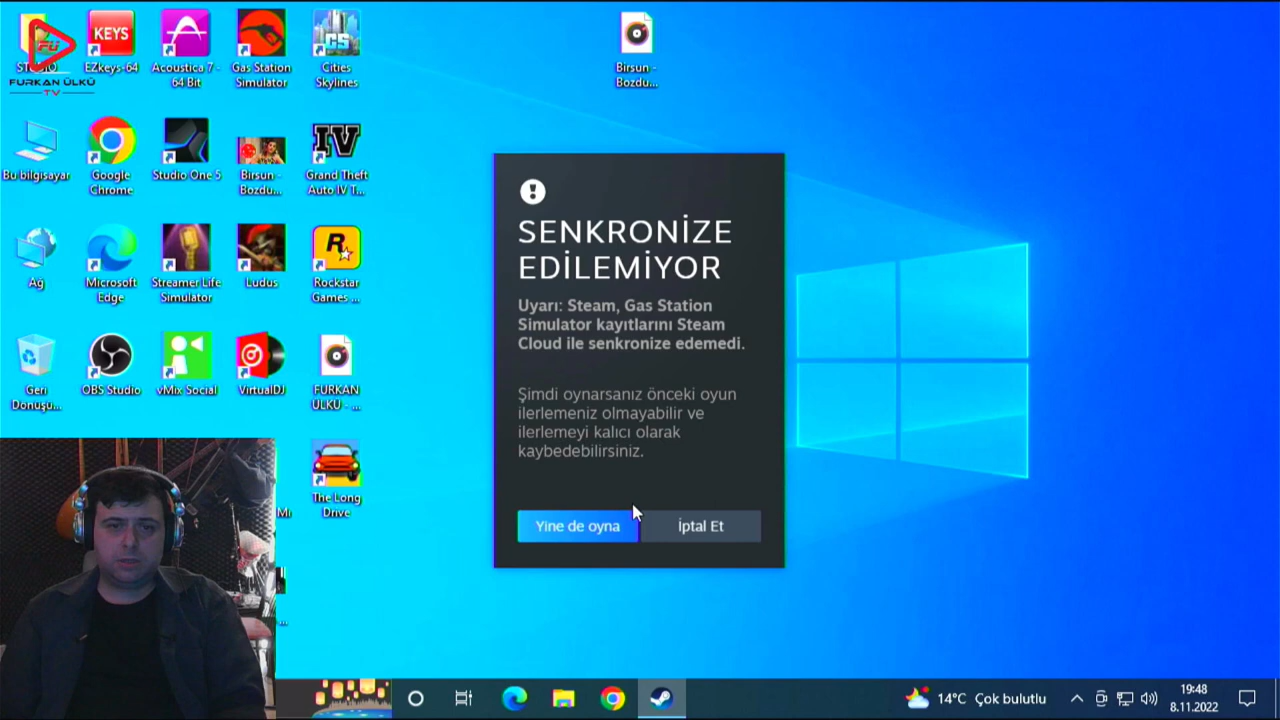 FU
FURKAN ÜLKÜ
TV
KEYS
EZkeys-64
Acoustica 7 -
64 Bit
Gas Station
Simulator
CS
Cities
Skylines
Birsun -
Bozdu...
Bu bilgisayar
Google
Chrome
Studio One 5
Birsun -
Bozdu...
IV
Grand Theft
Auto IV T...
Ağ
Microsoft
Edge
Streamer Life
Simulator
Ludus
R
Rockstar
Games ...
Geri
Dönüşü...
OBS Studio
vMix Social
VirtualDJ
FURKAN
ÜLKÜ - ...
The Long
Drive
Mi
...
SENKRONİZE
EDİLEMİYOR
Uyarı: Steam, Gas Station
Simulator kayıtlarını Steam
Cloud ile senkronize edemedi.
Şimdi oynarsanız önceki oyun
ilerlemeniz olmayabilir ve
ilerlemeyi kalıcı olarak
kaybedebilirsiniz.
Yine de oyna
İptal Et
14°C Çok bulutlu
19:48
8.11.2022